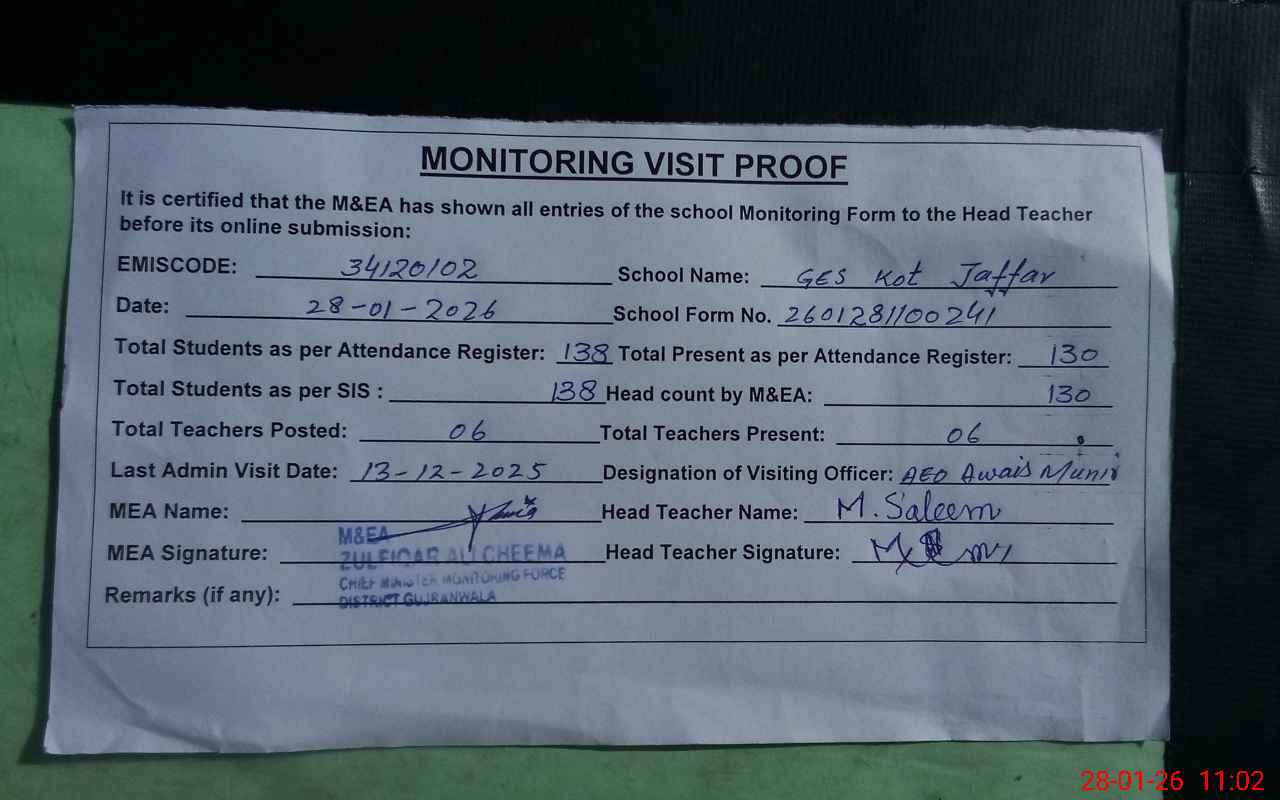 MONITORING VISIT PROOF
It is certified that the M&EA has shown all entries of the school Monitoring Form to the Head Teacher
before its online submission:
EMISCODE: 34120102 School Name: GES Kot Jaffar
Date: 28-01-2026 School Form No. 2601281100241
Total Students as per Attendance Register: 138 Total Present as per Attendance Register: 130
Total Students as per SIS : 138 Head count by M&EA: 130
Total Teachers Posted: 06 Total Teachers Present: 06
Last Admin Visit Date: 13-12-2025 Designation of Visiting Officer: AEO Awais Munir
MEA Name: Head Teacher Name: M. Saleem
M&EA
MEA Signature: Head Teacher Signature:
ZULFIQAR ALI CHEEMA
CHIEF MINISTER MONITORING FORCE
DISTRICT GUJRANWALA
Remarks (if any):
28-01-26 11:02